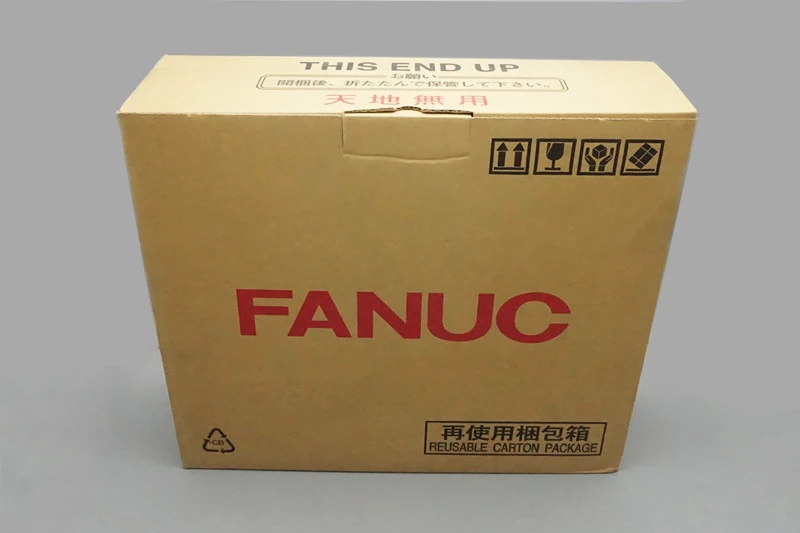 THIS END UP
お願い
開梱後、折たたんで保管して下さい。
天地無用
FANUC
CB
再使用梱包箱
REUSABLE CARTON PACKAGE